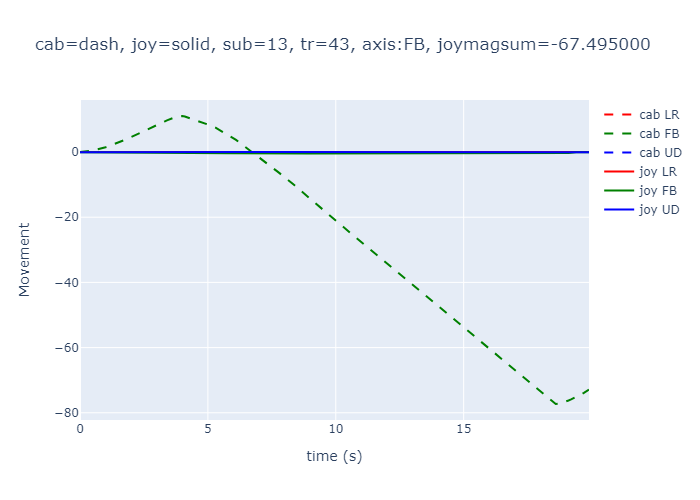 cab=dash, joy=solid, sub=13, tr=43, axis:FB, joymagsum=-67.495000
cab LR
cab FB
cab UD
joy LR
joy FB
joy UD
Movement
0
−20
−40
−60
−80
0
5
10
15
time (s)